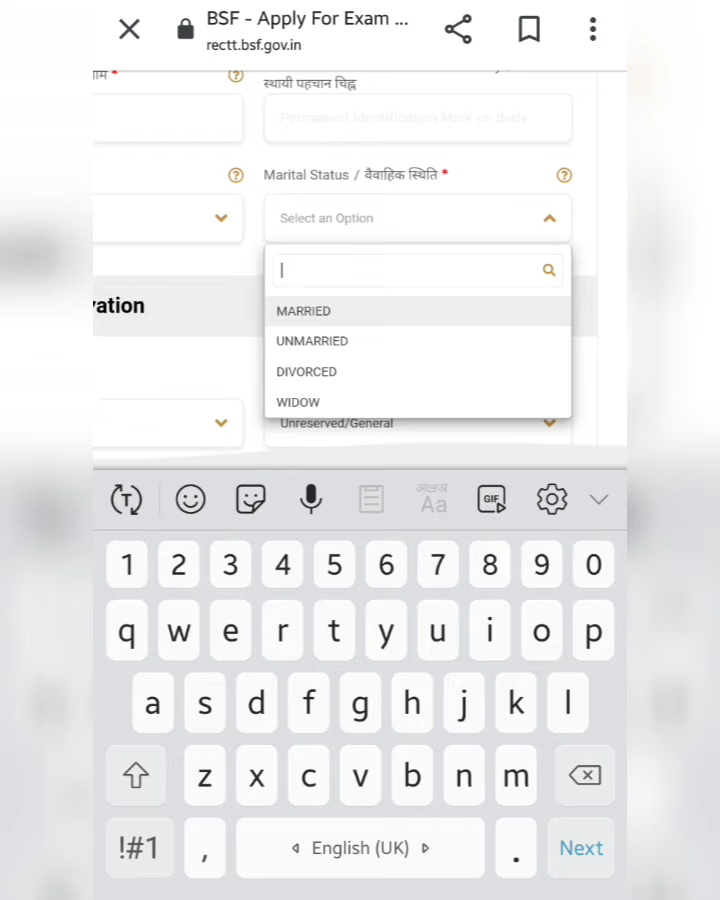 BSF - Apply For Exam ...
rectt.bsf.gov.in
स्थायी पहचान चिह्न
Permanent Identification Mark on Body
Marital Status / वैवाहिक स्थिति *
Select an Option
MARRIED
UNMARRIED
DIVORCED
WIDOW
Unreserved/General
T
GIF
Aa
1 2 3 4 5 6 7 8 9 0
q w e r t y u i o p
a s d f g h j k l
z x c v b n m
!#1 , English (UK) . Next